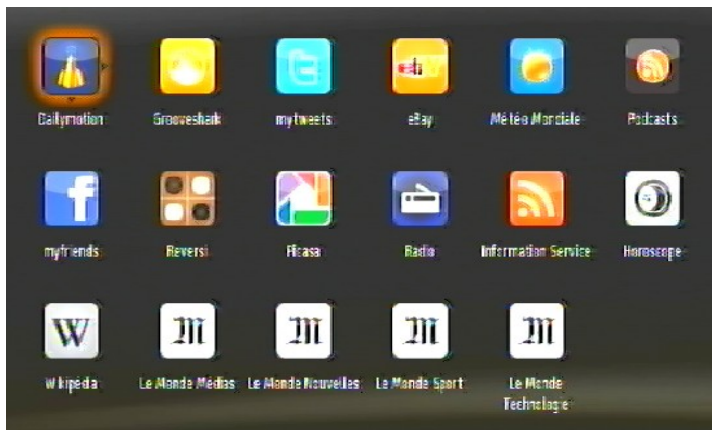 Dailymotion
Grooveshark
mytweets
eBay
Météo Mondiale
Podcasts
myfriends
Reversi
Picasa
Radio
Information Service
Horoscope
W
Wikipédia
M
Le Monde Médias
M
Le Monde Nouvelles
M
Le Monde Sport
M
Le Monde
Technologie